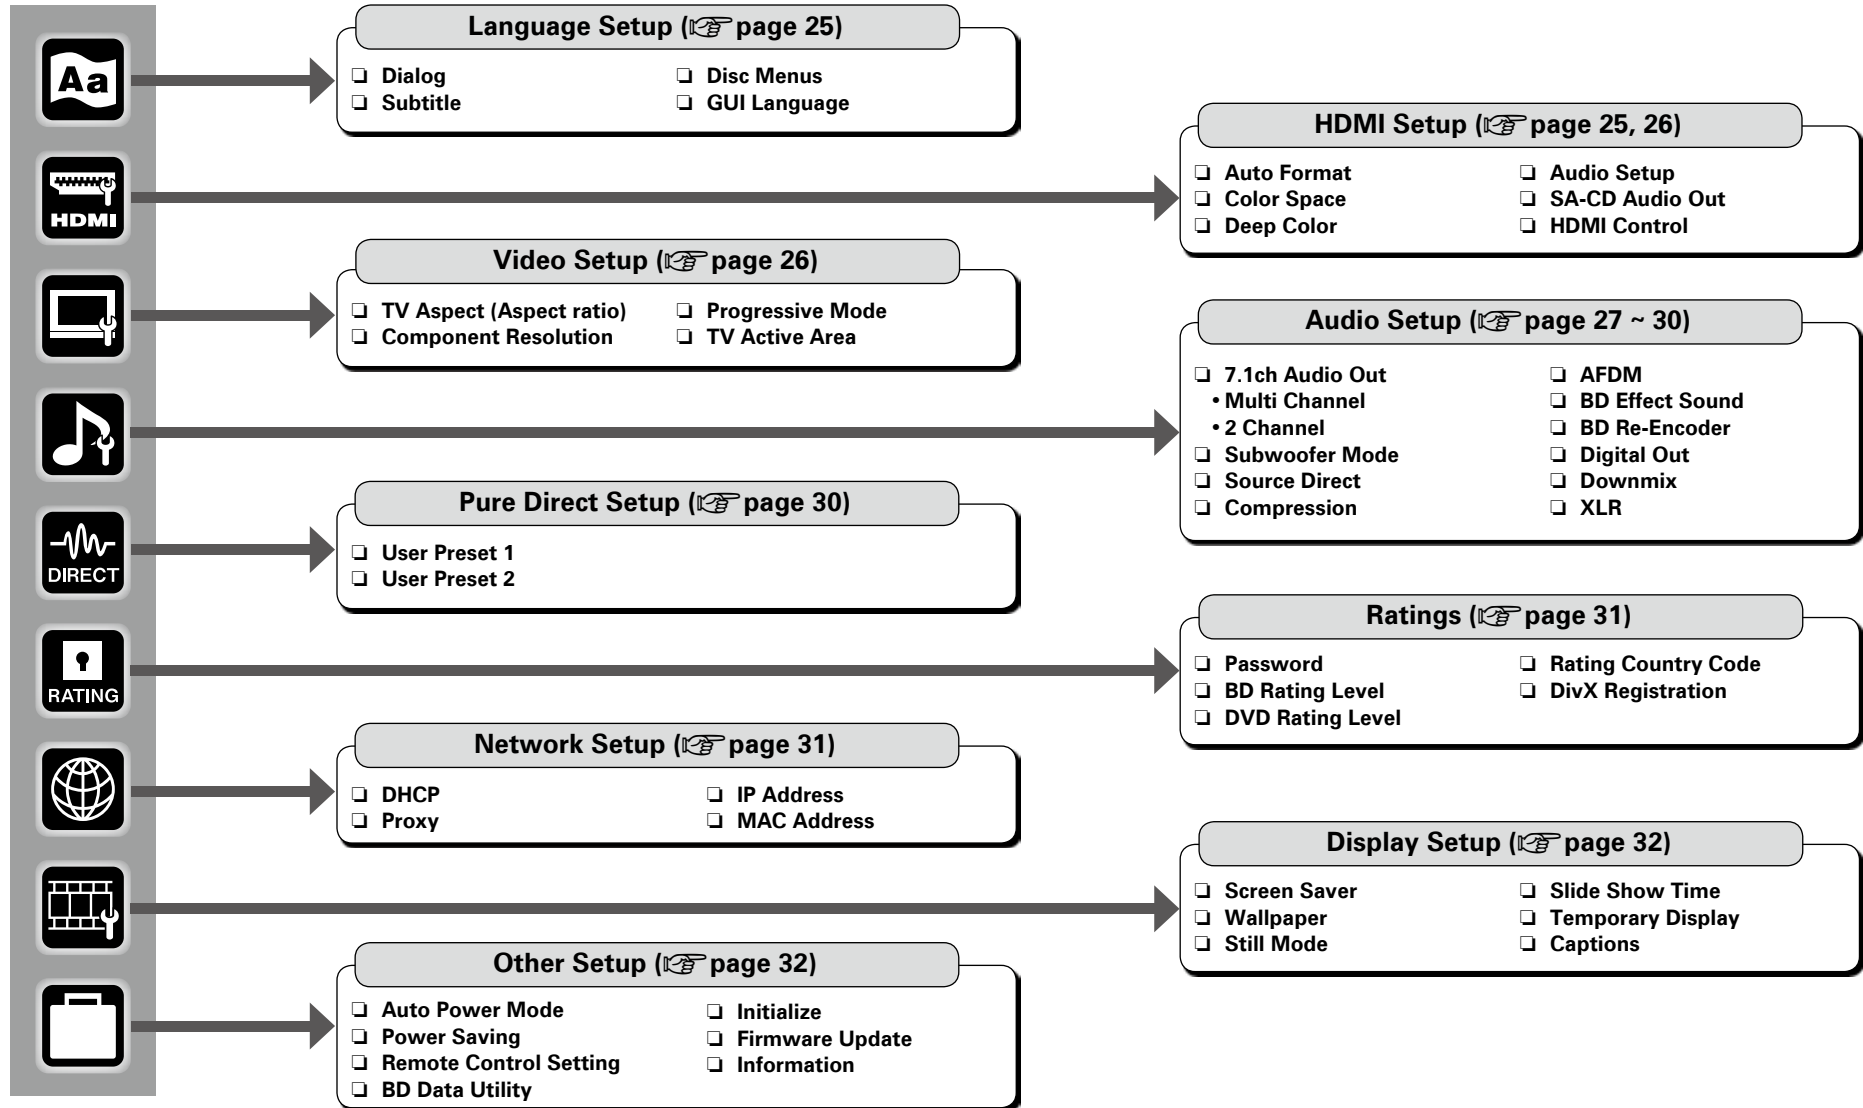 Aa
Language Setup (☞ page 25)
❏ Dialog
❏ Subtitle
❏ Disc Menus
❏ GUI Language
HDMI
HDMI Setup (☞ page 25, 26)
❏ Auto Format
❏ Color Space
❏ Deep Color
❏ Audio Setup
❏ SA-CD Audio Out
❏ HDMI Control
Video Setup (☞ page 26)
❏ TV Aspect (Aspect ratio)
❏ Component Resolution
❏ Progressive Mode
❏ TV Active Area
Audio Setup (☞ page 27 ~ 30)
❏ 7.1ch Audio Out
• Multi Channel
• 2 Channel
❏ Subwoofer Mode
❏ Source Direct
❏ Compression
❏ AFDM
❏ BD Effect Sound
❏ BD Re-Encoder
❏ Digital Out
❏ Downmix
❏ XLR
DIRECT
Pure Direct Setup (☞ page 30)
❏ User Preset 1
❏ User Preset 2
RATING
Ratings (☞ page 31)
❏ Password
❏ BD Rating Level
❏ DVD Rating Level
❏ Rating Country Code
❏ DivX Registration
Network Setup (☞ page 31)
❏ DHCP
❏ Proxy
❏ IP Address
❏ MAC Address
Display Setup (☞ page 32)
❏ Screen Saver
❏ Wallpaper
❏ Still Mode
❏ Slide Show Time
❏ Temporary Display
❏ Captions
Other Setup (☞ page 32)
❏ Auto Power Mode
❏ Power Saving
❏ Remote Control Setting
❏ BD Data Utility
❏ Initialize
❏ Firmware Update
❏ Information